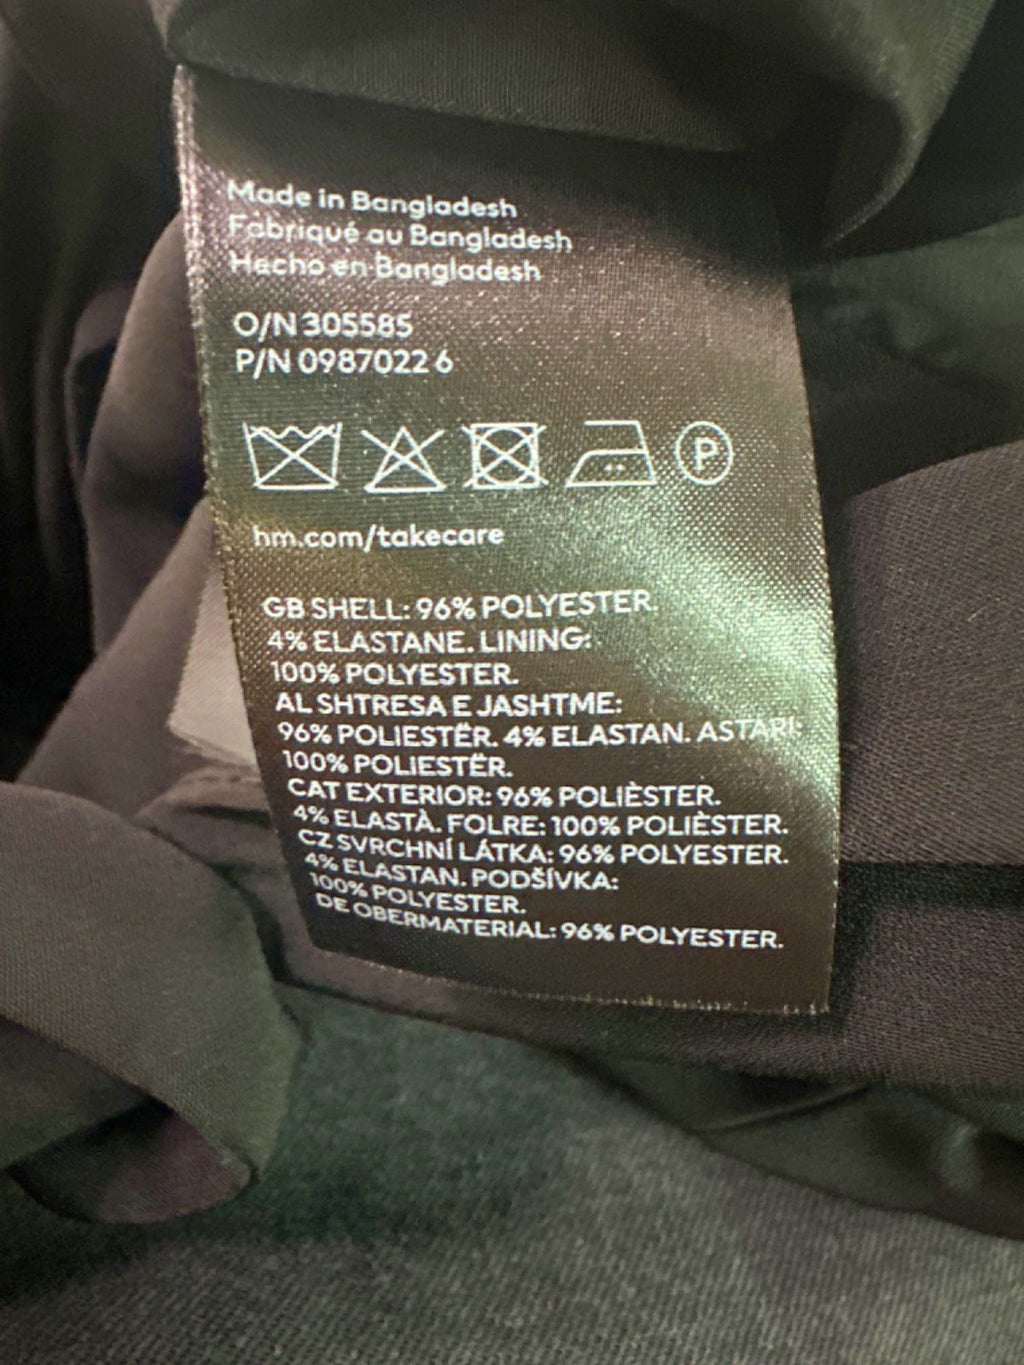 Made in Bangladesh
Fabriqué au Bangladesh
Hecho en Bangladesh
O/N 305585
P/N 0987022 6
P
hm.com/takecare
GB SHELL: 96% POLYESTER.
4% ELASTANE. LINING:
100% POLYESTER.
AL SHTRESA E JASHTME:
96% POLIESTËR. 4% ELASTAN. ASTARI:
100% POLIESTËR.
CAT EXTERIOR: 96% POLIÈSTER.
4% ELASTÀ. FOLRE: 100% POLIÈSTER.
CZ SVRCHNÍ LÁTKA: 96% POLYESTER.
4% ELASTAN. PODŠÍVKA:
100% POLYESTER.
DE OBERMATERIAL: 96% POLYESTER.